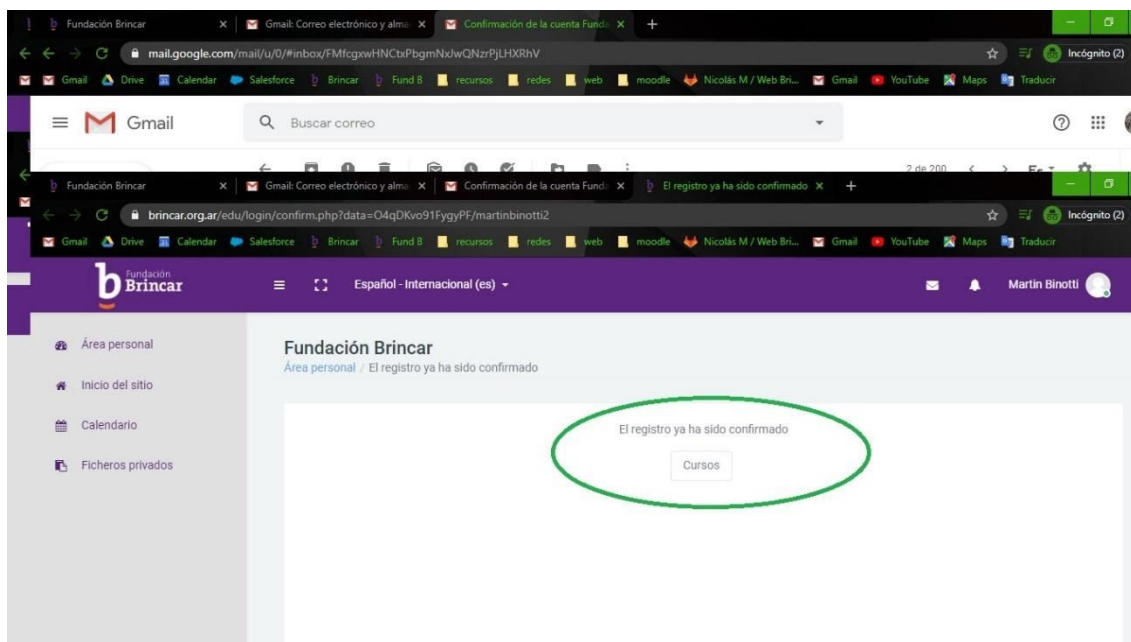 Fundación Brincar
Gmail: Correo electrónico y alma
Confirmación de la cuenta Funda
mail.google.com/mail/u/0/#inbox/FMfcgxwHNCtxPbgmNxJwQNzrPjLHXRhV
Incógnito (2)
Gmail Drive Calendar Salesforce Brincar Fund B recursos redes web moodle Nicolás M / Web Bri... Gmail YouTube Maps Traducir
Gmail
Buscar correo
2 de 200
Fundación Brincar
Gmail: Correo electrónico y alma
Confirmación de la cuenta Funda
El registro ya ha sido confirmado
brincar.org.ar/edu/login/confirm.php?data=O4qDKvo91FygyPF/martinbinotti2
Incógnito (2)
Gmail Drive Calendar Salesforce Brincar Fund B recursos redes web moodle Nicolás M / Web Bri... Gmail YouTube Maps Traducir
Fundación
Brincar
Español - Internacional (es)
Martin Binotti
Área personal
Inicio del sitio
Calendario
Ficheros privados
Fundación Brincar
Área personal / El registro ya ha sido confirmado
El registro ya ha sido confirmado
Cursos